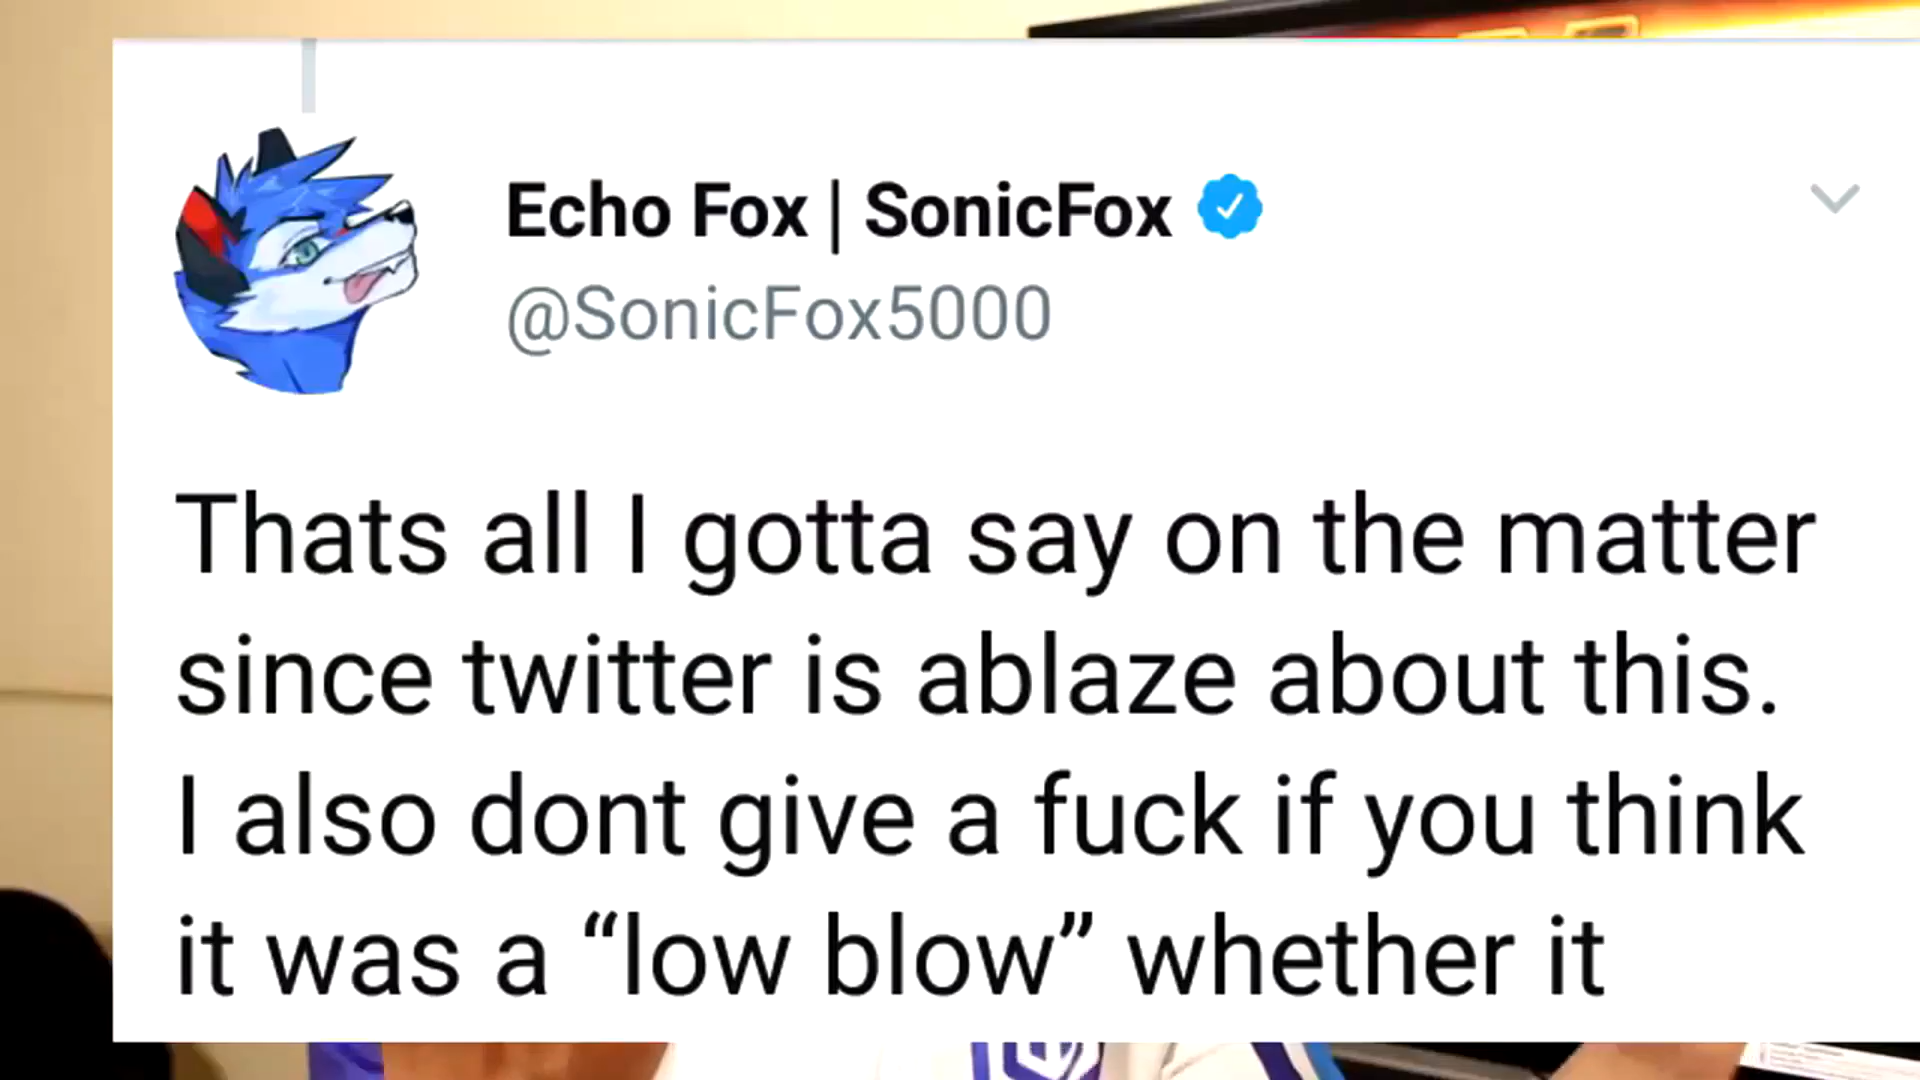 Echo Fox | SonicFox
@SonicFox5000
Thats all I gotta say on the matter
since twitter is ablaze about this.
I also dont give a fuck if you think
it was a “low blow” whether it